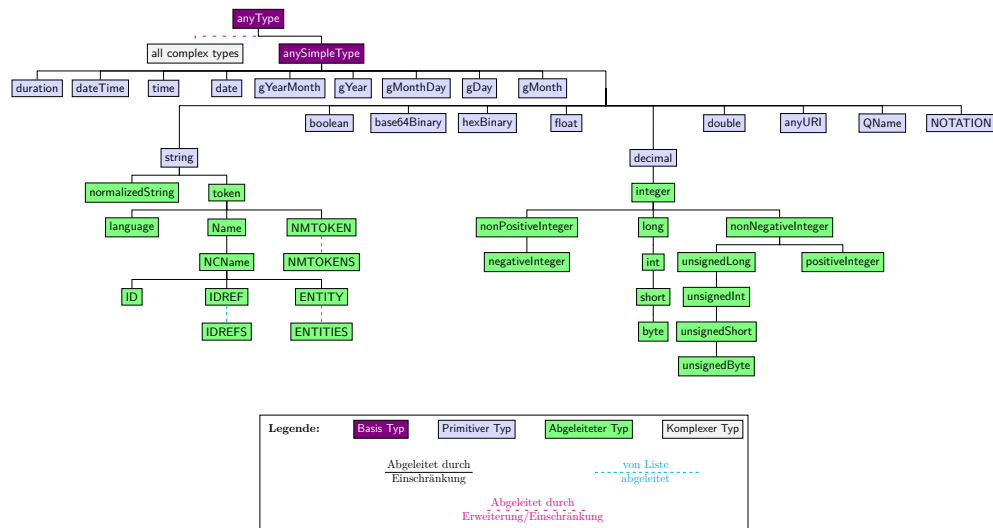 anyType
all complex types anySimpleType
duration dateTime time date gYearMonth gYear gMonthDay gDay gMonth
boolean base64Binary hexBinary float double anyURI QName NOTATION
string decimal
normalizedString token integer
language Name NMTOKEN nonPositiveInteger long nonNegativeInteger
NCName NMTOKENS negativeInteger int unsignedLong positiveInteger
ID IDREF ENTITY short unsignedInt
IDREFS ENTITIES byte unsignedShort
unsignedByte
Legende: Basis Typ Primitiver Typ Abgeleiteter Typ Komplexer Typ
Abgeleitet durch von Liste
Einschränkung abgeleitet
Abgeleitet durch
Erweiterung/Einschränkung